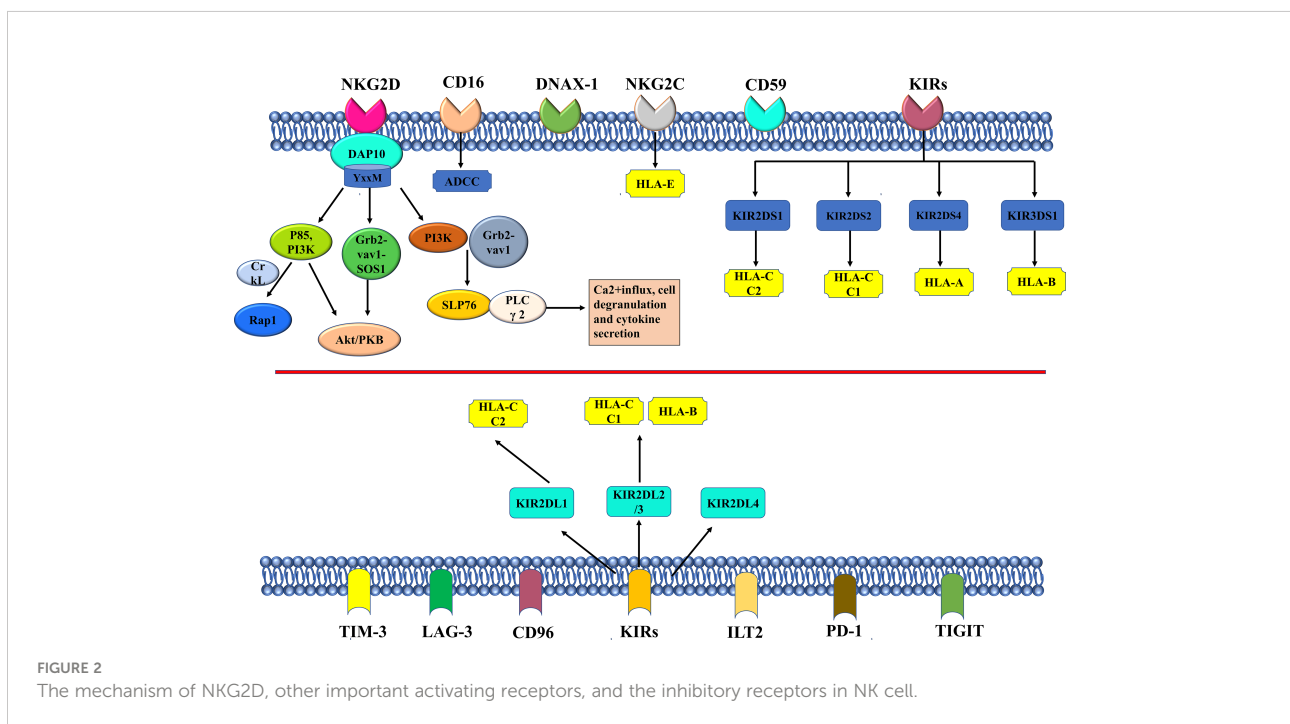 NKG2D
CD16
DNAX-1
NKG2C
CD59
KIRs
DAP10
YxxM
ADCC
HLA-E
KIR2DS1
KIR2DS2
KIR2DS4
KIR3DS1
P85,
PI3K
Grb2-
vav1-
SOS1
PI3K
Grb2-
vav1
Cr
kL
HLA-C
C2
HLA-C
C1
HLA-A
HLA-B
Rap1
Akt/PKB
SLP76
PLC
γ 2
Ca2+influx, cell
degranulation
and cytokine
secretion
HLA-C
C2
HLA-C
C1
HLA-B
KIR2DL1
KIR2DL2
/3
KIR2DL4
TIM-3
LAG-3
CD96
KIRs
ILT2
PD-1
TIGIT
FIGURE 2
The mechanism of NKG2D, other important activating receptors, and the inhibitory receptors in NK cell.